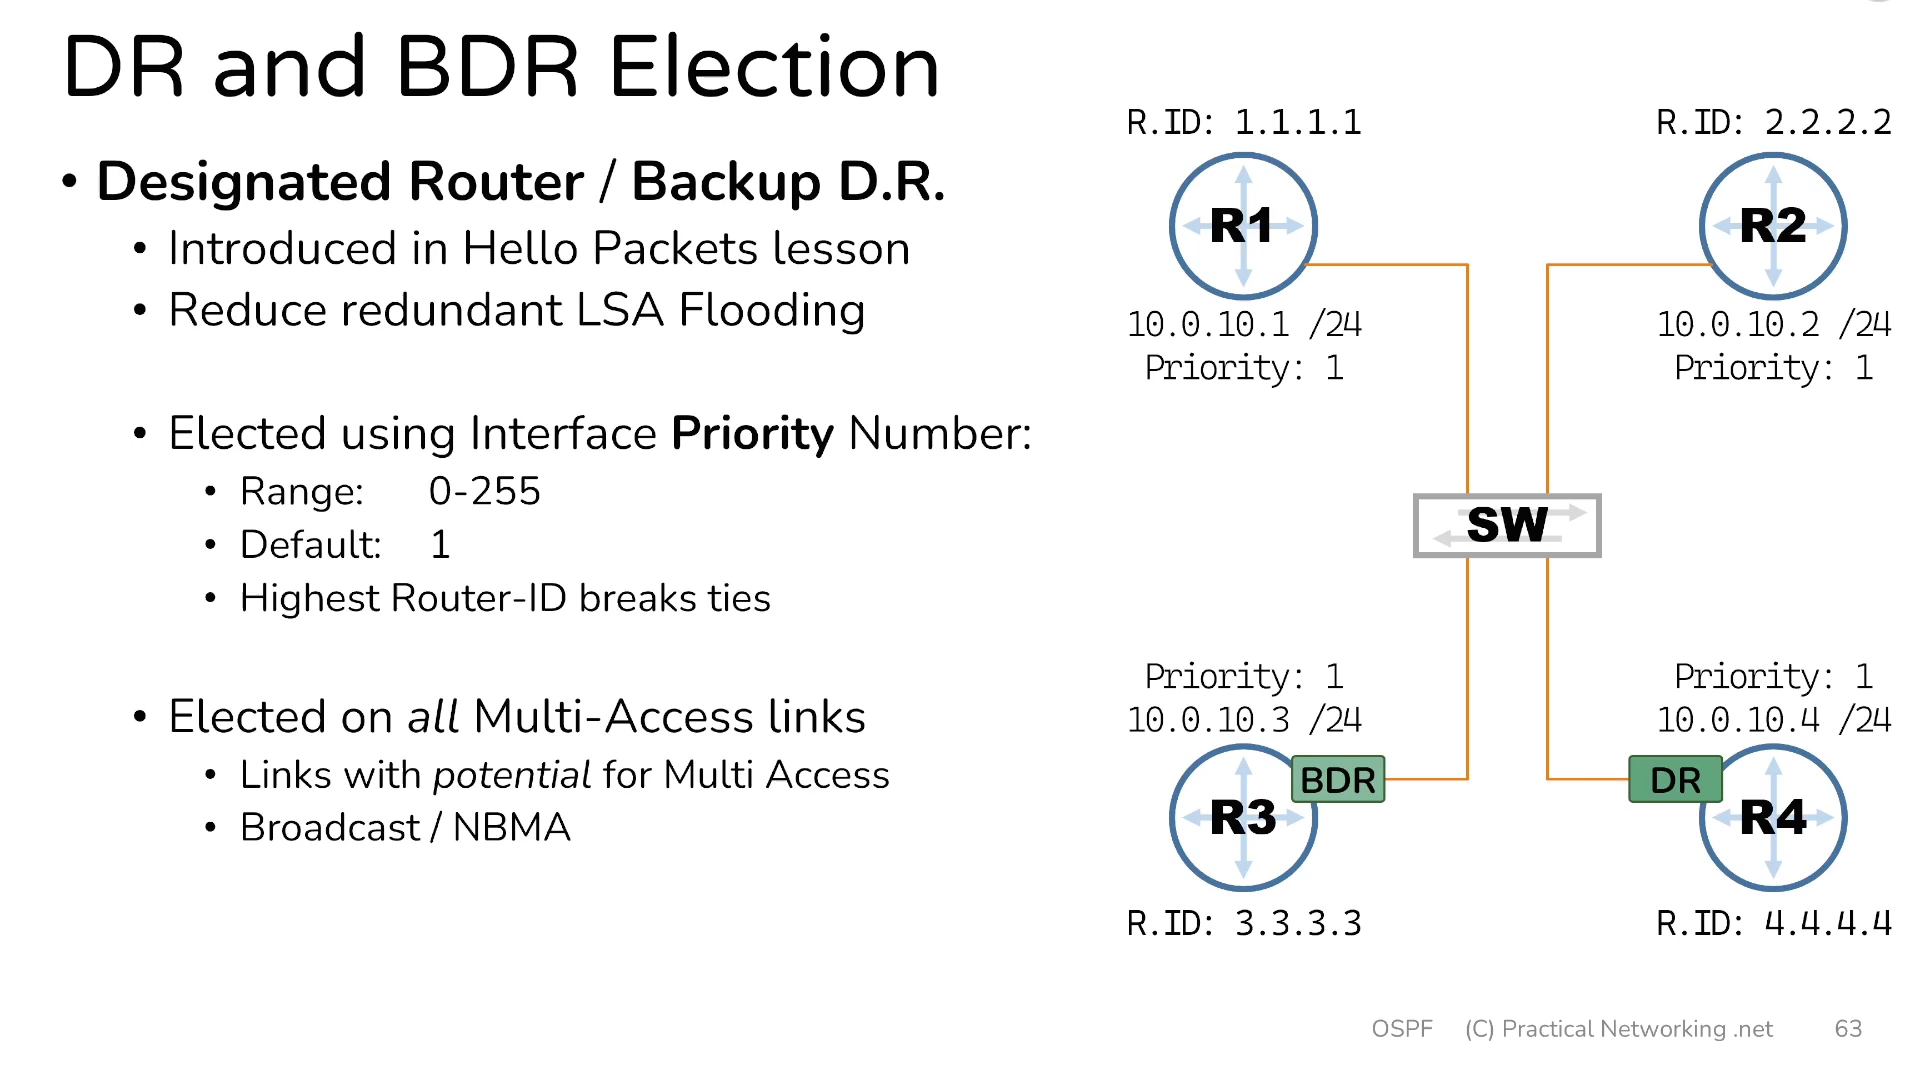 DR and BDR Election
• Designated Router / Backup D.R.
• Introduced in Hello Packets lesson
• Reduce redundant LSA Flooding
• Elected using Interface Priority Number:
• Range: 0-255
• Default: 1
• Highest Router-ID breaks ties
• Elected on all Multi-Access links
• Links with potential for Multi Access
• Broadcast / NBMA
R.ID: 1.1.1.1
R1
10.0.10.1 /24
Priority: 1
R.ID: 2.2.2.2
R2
10.0.10.2 /24
Priority: 1
SW
Priority: 1
10.0.10.3 /24
BDR
R3
R.ID: 3.3.3.3
Priority: 1
10.0.10.4 /24
DR
R4
R.ID: 4.4.4.4
OSPF (C) Practical Networking .net 63